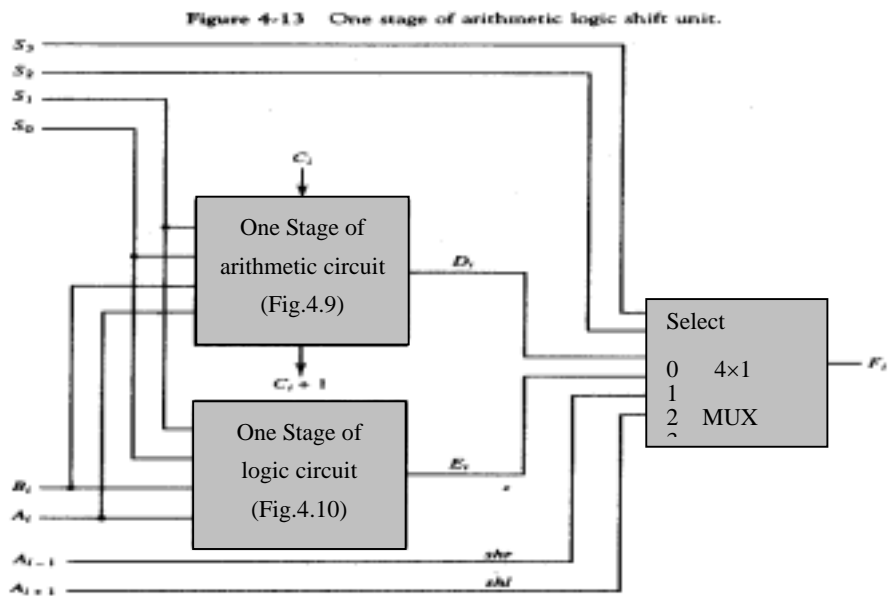 Figure 4-13 One stage of arithmetic logic shift unit.
S₃
S₂
S₁
S₀
Cᵢ
One Stage of
arithmetic circuit
(Fig.4.9)
Dᵢ
Select
0 4×1
1
2 MUX
Fᵢ
Cᵢ + 1
One Stage of
logic circuit
(Fig.4.10)
Eᵢ
Bᵢ
Aᵢ
Aᵢ₋₁
shr
Aᵢ₊₁
shl